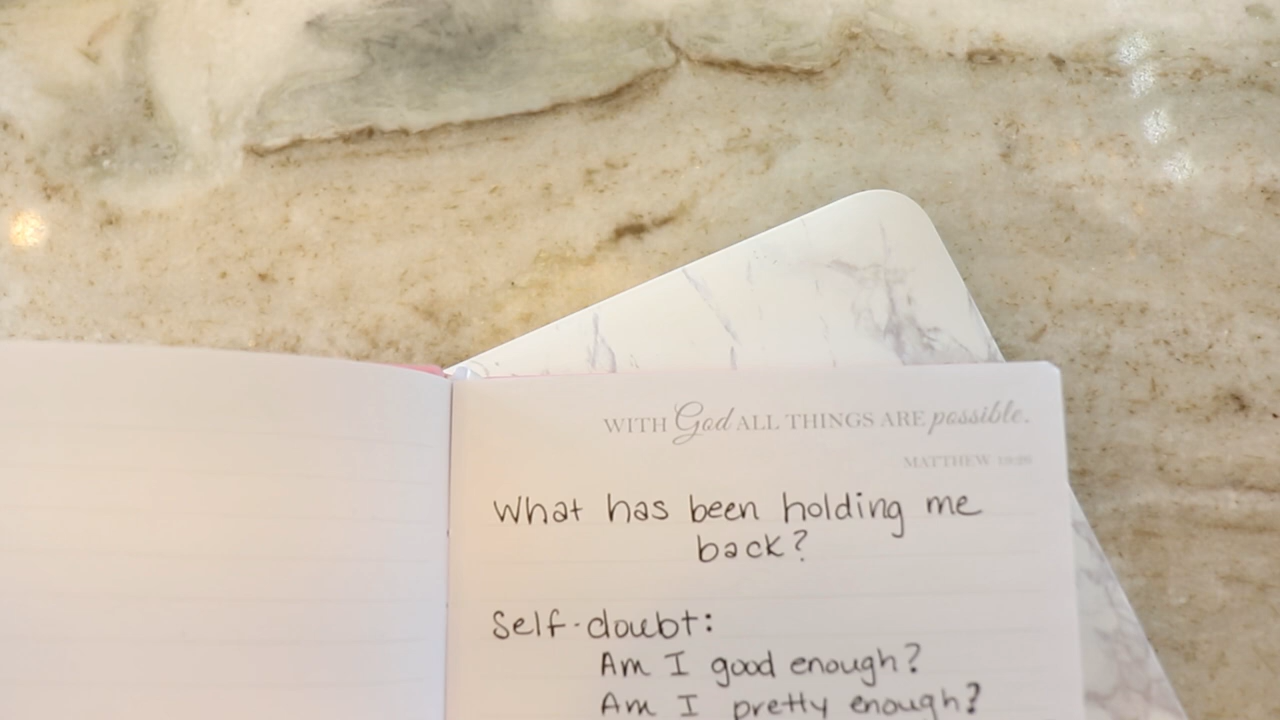 WITH God ALL THINGS ARE possible.
MATTHEW 19:26
What has been holding me
back?
Self-doubt:
Am I good enough?
Am I pretty enough?